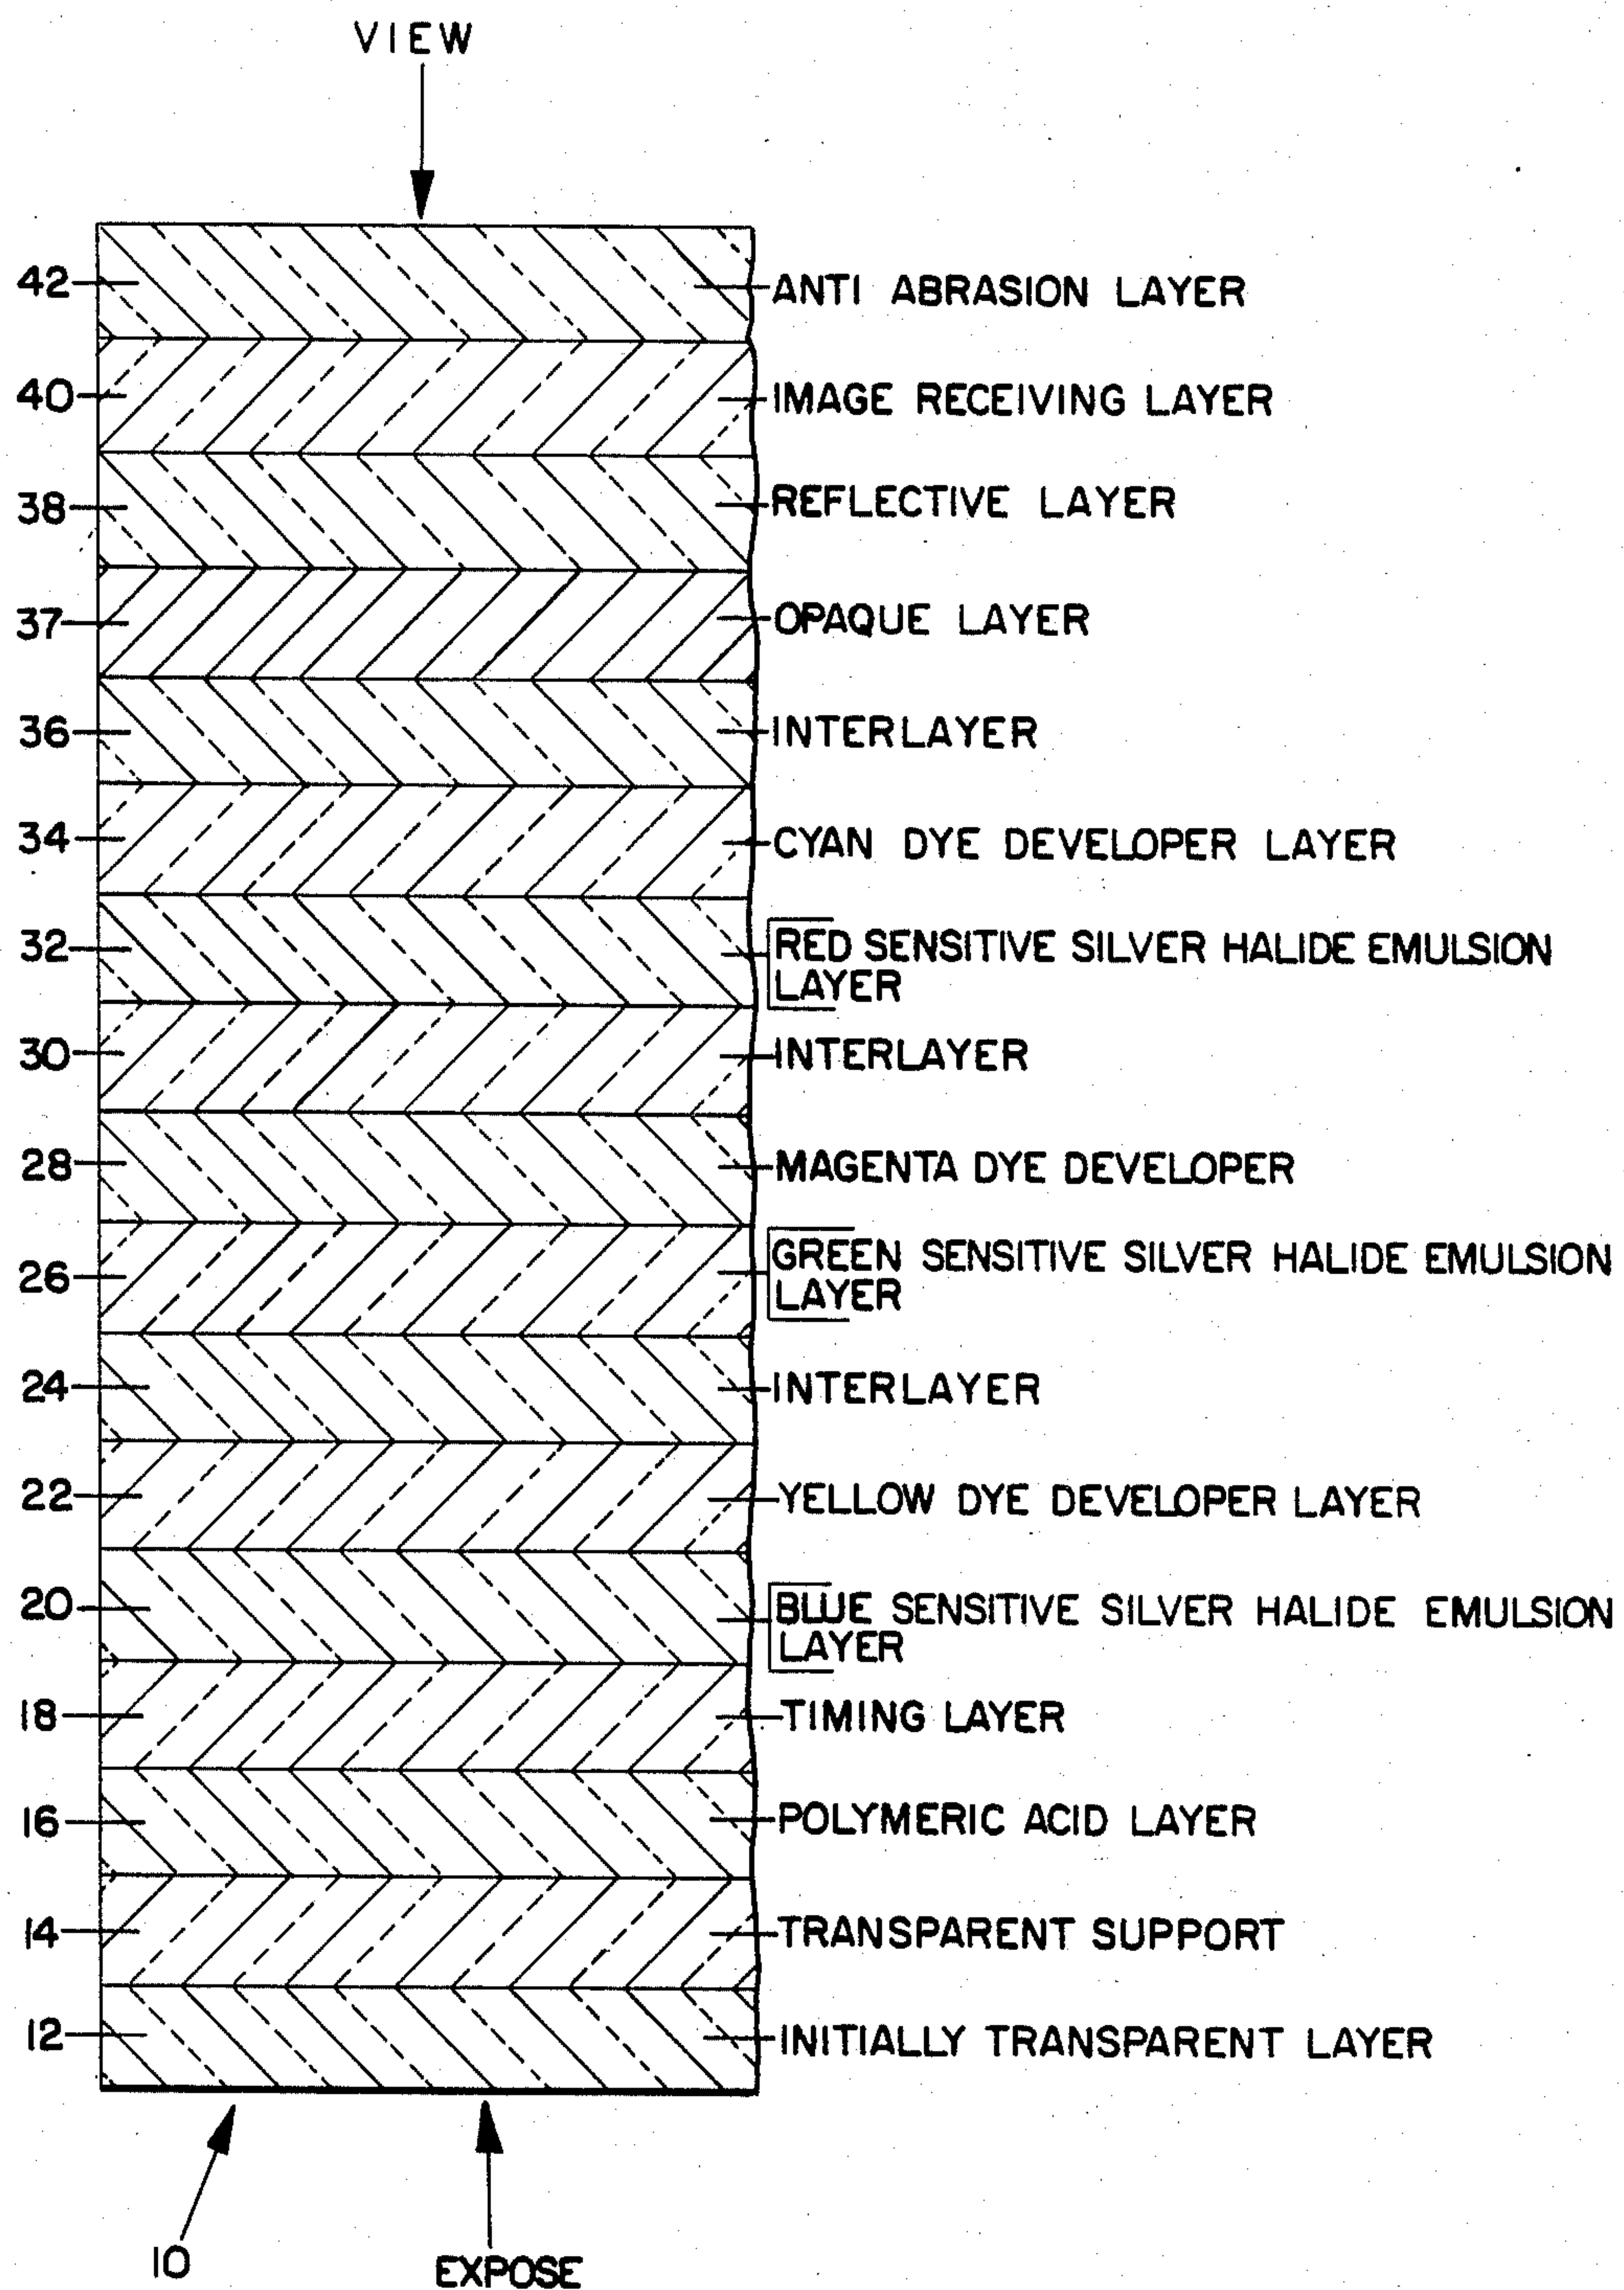 VIEW
42 ANTI ABRASION LAYER
40 IMAGE RECEIVING LAYER
38 REFLECTIVE LAYER
37 OPAQUE LAYER
36 INTERLAYER
34 CYAN DYE DEVELOPER LAYER
32 RED SENSITIVE SILVER HALIDE EMULSION
LAYER
30 INTERLAYER
28 MAGENTA DYE DEVELOPER
26 GREEN SENSITIVE SILVER HALIDE EMULSION
LAYER
24 INTERLAYER
22 YELLOW DYE DEVELOPER LAYER
20 BLUE SENSITIVE SILVER HALIDE EMULSION
LAYER
18 TIMING LAYER
16 POLYMERIC ACID LAYER
14 TRANSPARENT SUPPORT
12 INITIALLY TRANSPARENT LAYER
10 EXPOSE